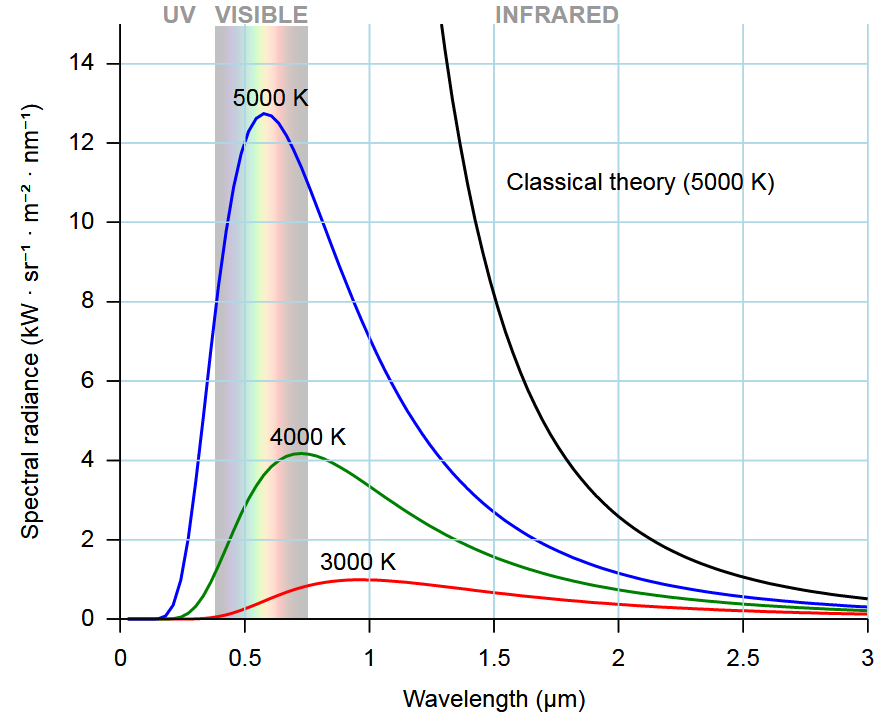 UV VISIBLE INFRARED
14
12
10
8
6
4
2
0
Spectral radiance (kW · sr⁻¹ · m⁻² · nm⁻¹)
5000 K
Classical theory (5000 K)
4000 K
3000 K
0 0.5 1 1.5 2 2.5 3
Wavelength (μm)